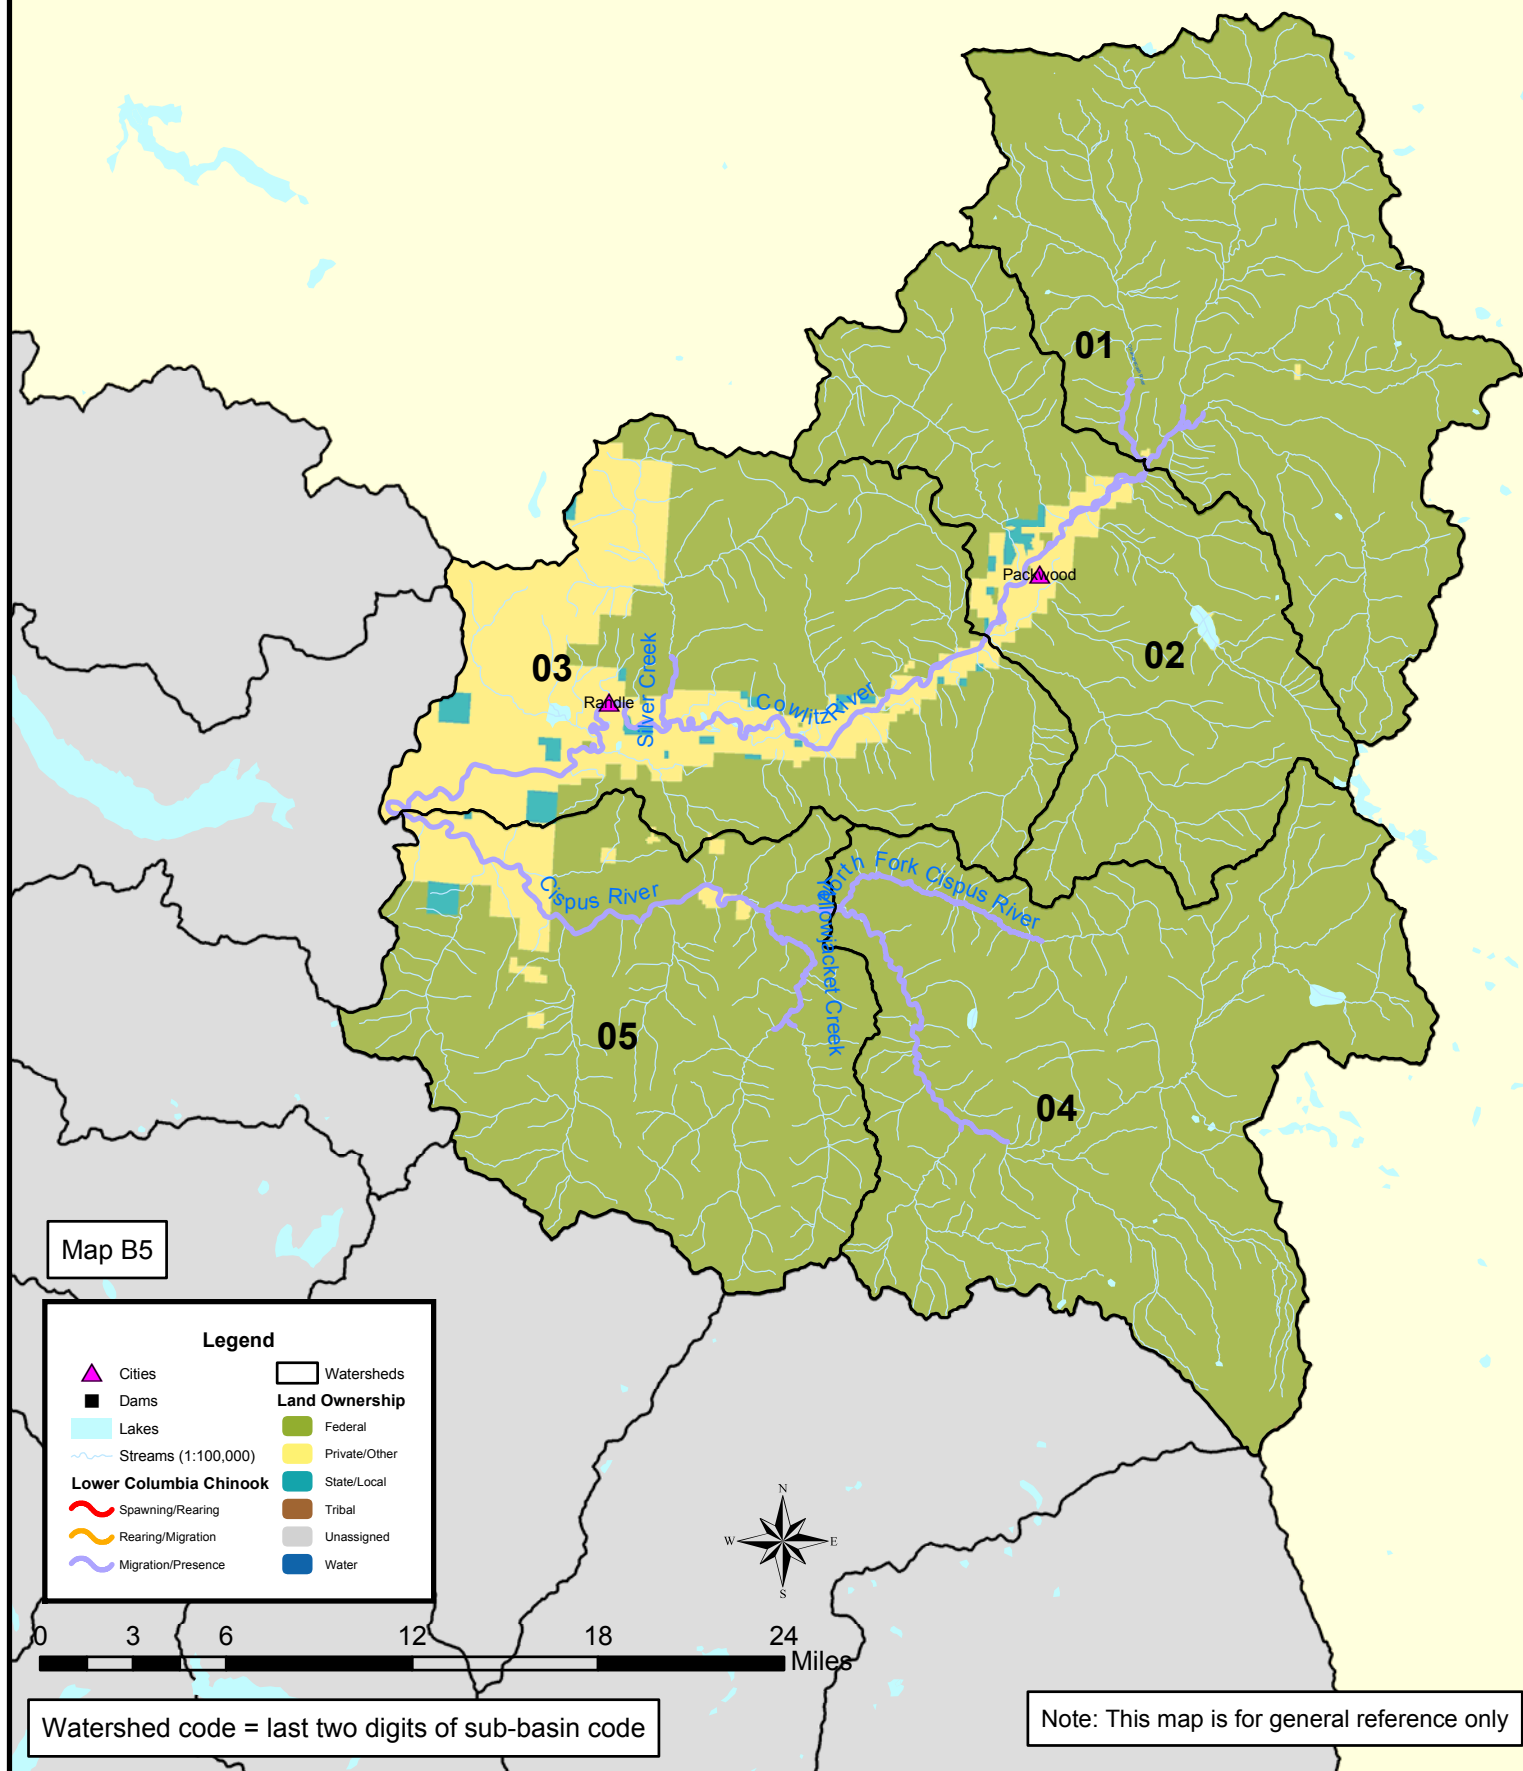 01
Packwood
02
03
Randle
Silver Creek
Cowlitz River
North Fork Cispus River
Cispus River
Yellowjacket Creek
05
04
Map B5
Legend
Cities
Dams
Lakes
Streams (1:100,000)
Lower Columbia Chinook
Spawning/Rearing
Rearing/Migration
Migration/Presence
Watersheds
Land Ownership
Federal
Private/Other
State/Local
Tribal
Unassigned
Water
N
W E
S
0 3 6 12 18 24
Miles
Watershed code = last two digits of sub-basin code
Note: This map is for general reference only